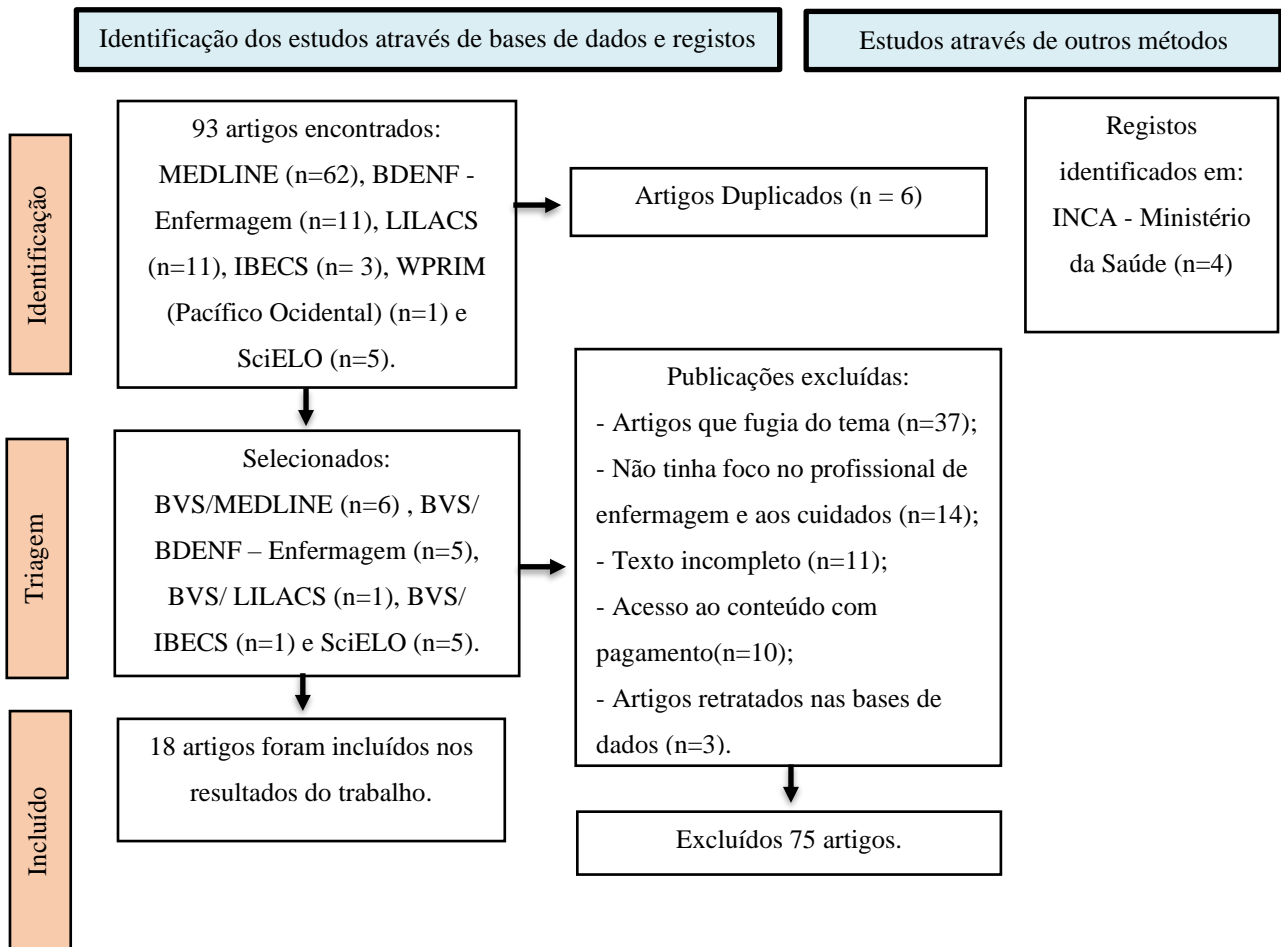 Identificação dos estudos através de bases de dados e registos
Estudos através de outros métodos
Identificação
93 artigos encontrados:
MEDLINE (n=62), BDENF -
Enfermagem (n=11), LILACS
(n=11), IBECS (n= 3), WPRIM
(Pacífico Ocidental) (n=1) e
SciELO (n=5).
Artigos Duplicados (n = 6)
Registos
identificados em:
INCA - Ministério
da Saúde (n=4)
Triagem
Selecionados:
BVS/MEDLINE (n=6) , BVS/
BDENF – Enfermagem (n=5),
BVS/ LILACS (n=1), BVS/
IBECS (n=1) e SciELO (n=5).
Publicações excluídas:
- Artigos que fugia do tema (n=37);
- Não tinha foco no profissional de
enfermagem e aos cuidados (n=14);
- Texto incompleto (n=11);
- Acesso ao conteúdo com
pagamento(n=10);
- Artigos retratados nas bases de
dados (n=3).
Incluído
18 artigos foram incluídos nos
resultados do trabalho.
Excluídos 75 artigos.